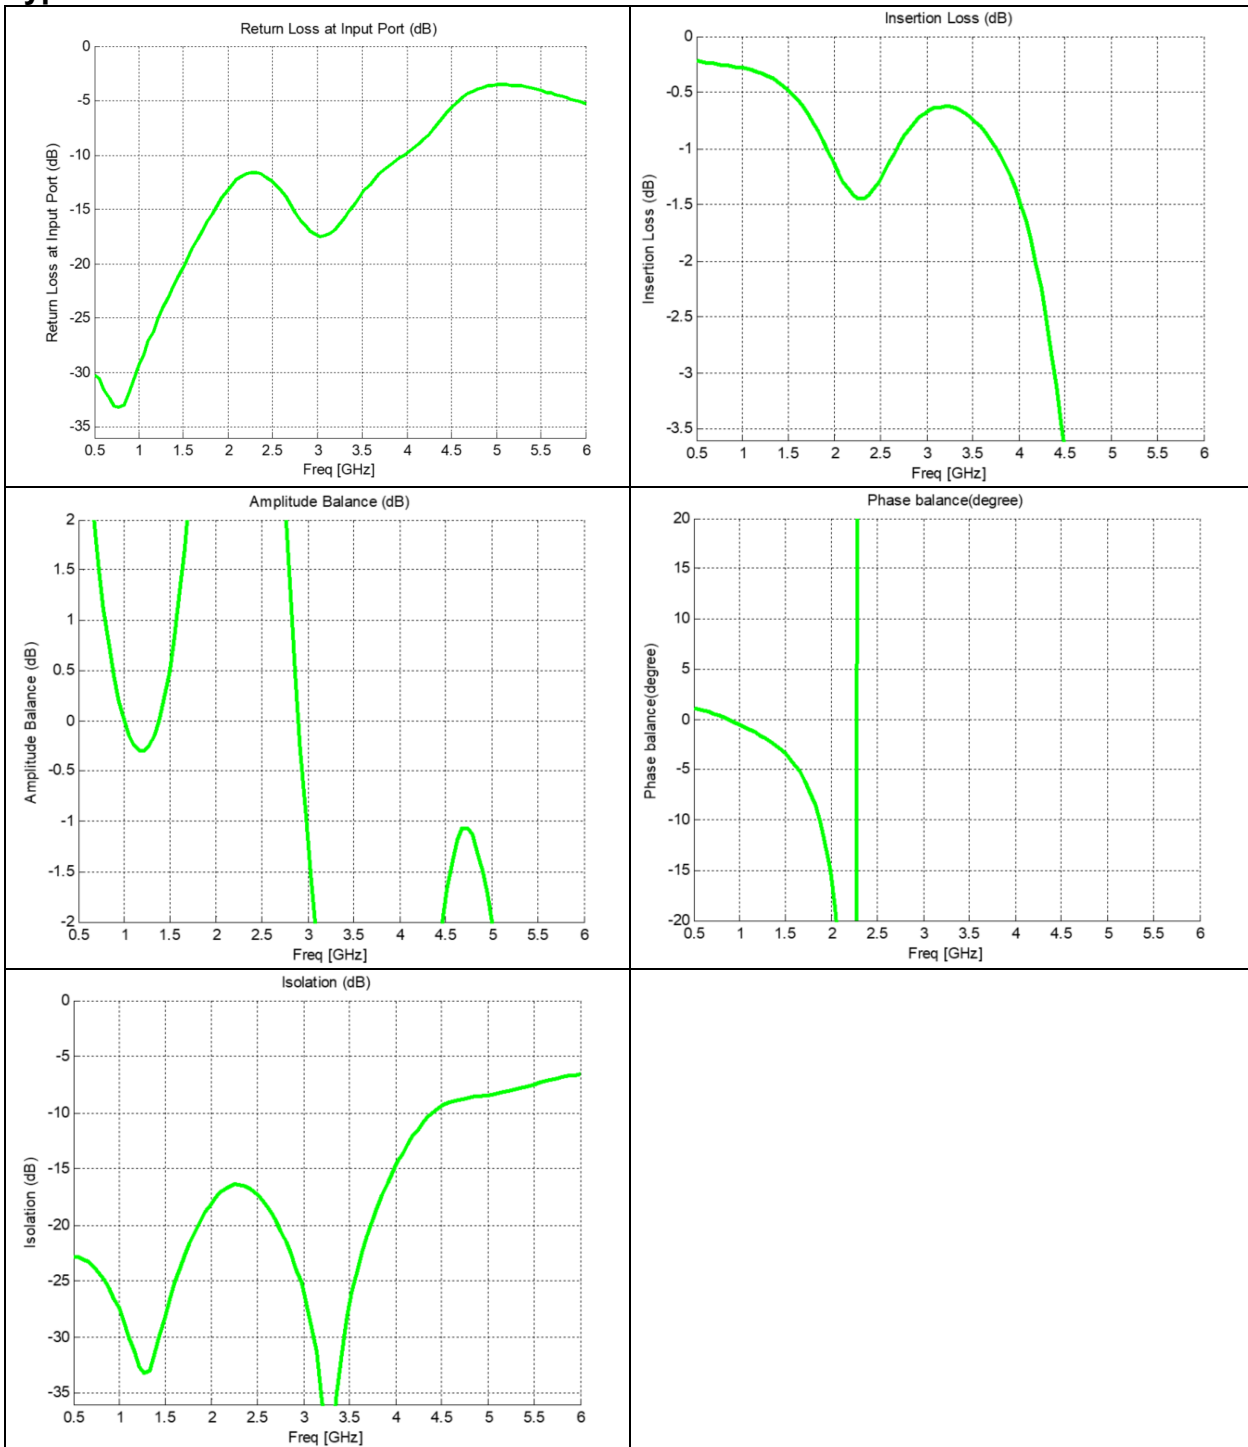 Return Loss at Input Port (dB)
Return Loss at Input Port (dB)
0
-5
-10
-15
-20
-25
-30
-35
0.5 1 1.5 2 2.5 3 3.5 4 4.5 5 5.5 6
Freq [GHz]
Insertion Loss (dB)
Insertion Loss (dB)
0
-0.5
-1
-1.5
-2
-2.5
-3
-3.5
0.5 1 1.5 2 2.5 3 3.5 4 4.5 5 5.5 6
Freq [GHz]
Amplitude Balance (dB)
Amplitude Balance (dB)
2
1.5
1
0.5
0
-0.5
-1
-1.5
-2
0.5 1 1.5 2 2.5 3 3.5 4 4.5 5 5.5 6
Freq [GHz]
Phase balance(degree)
Phase balance(degree)
20
15
10
5
0
-5
-10
-15
-20
0.5 1 1.5 2 2.5 3 3.5 4 4.5 5 5.5 6
Freq [GHz]
Isolation (dB)
Isolation (dB)
0
-5
-10
-15
-20
-25
-30
-35
0.5 1 1.5 2 2.5 3 3.5 4 4.5 5 5.5 6
Freq [GHz]